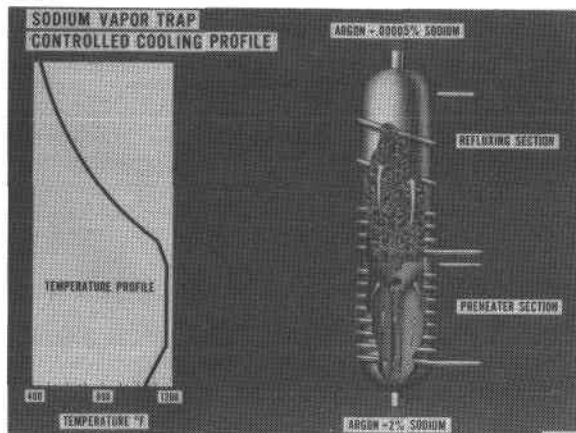 SODIUM VAPOR TRAP
CONTROLLED COOLING PROFILE
TEMPERATURE PROFILE
400
800
1200
TEMPERATURE °F
ARGON +.00005% SODIUM
REFLUXING SECTION
PREHEATER SECTION
ARGON +2% SODIUM